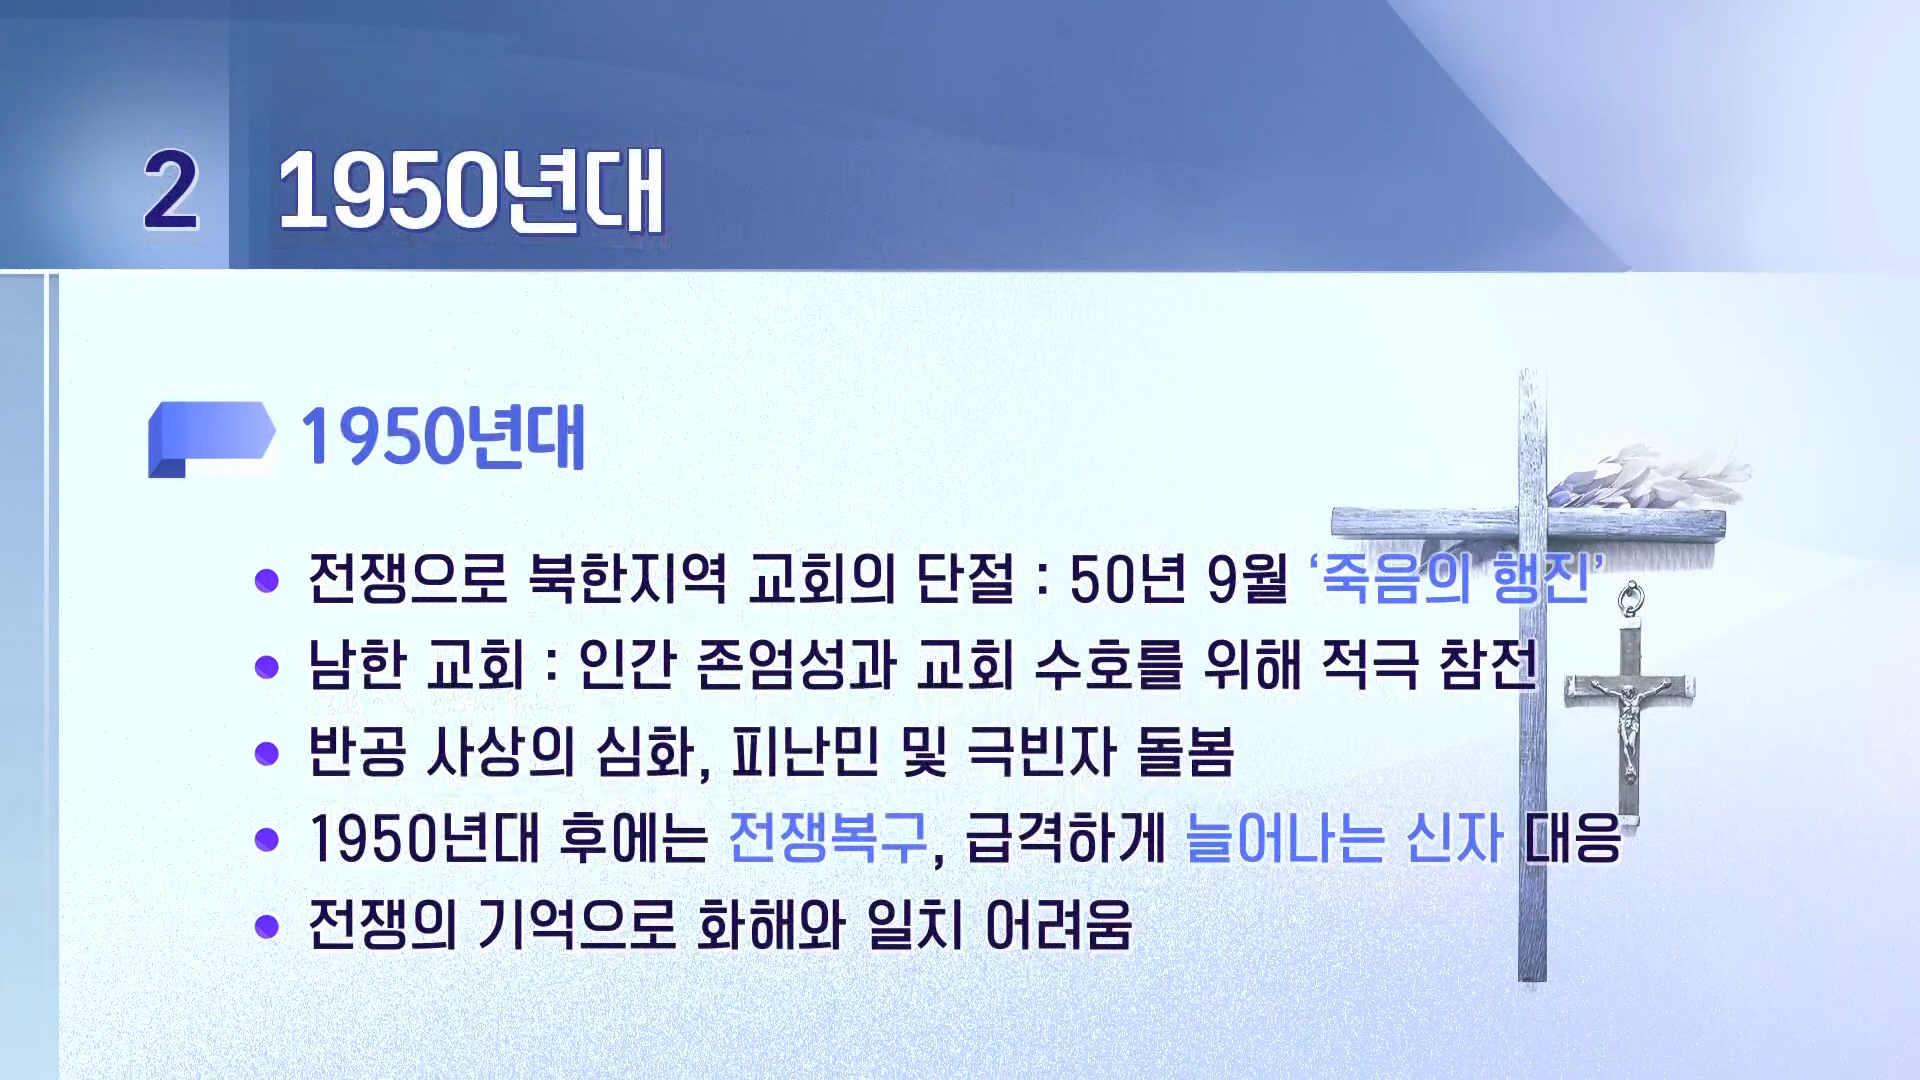 2 1950년대
1950년대
• 전쟁으로 북한지역 교회의 단절 : 50년 9월 ‘죽음의 행진’
• 남한 교회 : 인간 존엄성과 교회 수호를 위해 적극 참전
• 반공 사상의 심화, 피난민 및 극빈자 돌봄
• 1950년대 후에는 전쟁복구, 급격하게 늘어나는 신자 대응
• 전쟁의 기억으로 화해와 일치 어려움